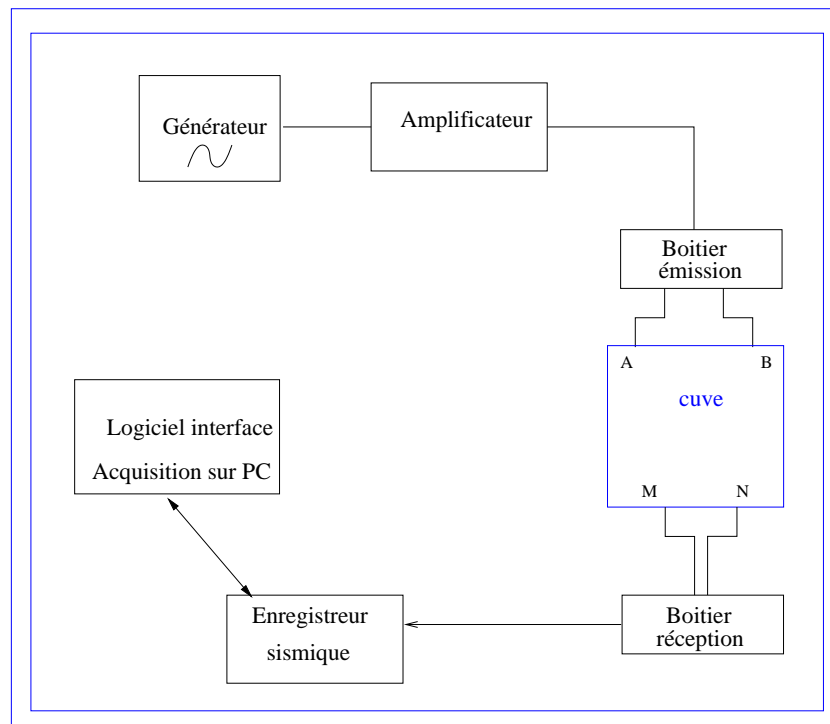 Générateur
Amplificateur
Boitier
émission
A B
cuve
M N
Logiciel interface
Acquisition sur PC
Enregistreur
sismique
Boitier
réception